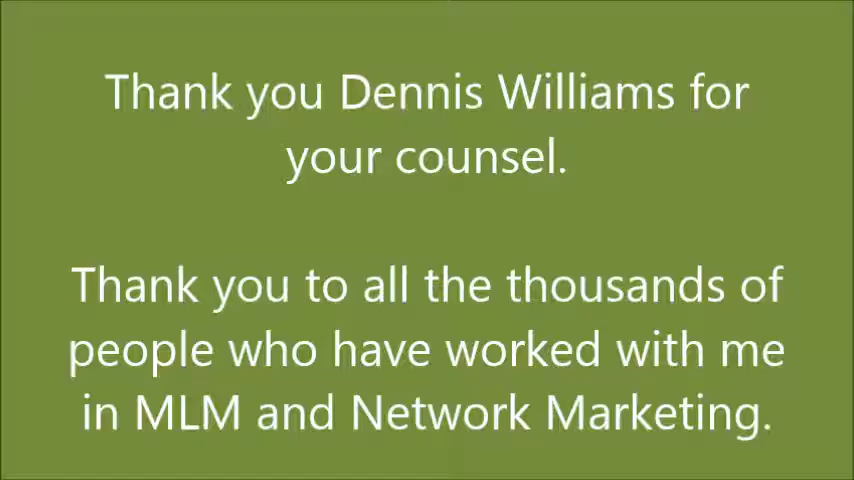 Thank you Dennis Williams for
your counsel.
Thank you to all the thousands of
people who have worked with me
in MLM and Network Marketing.